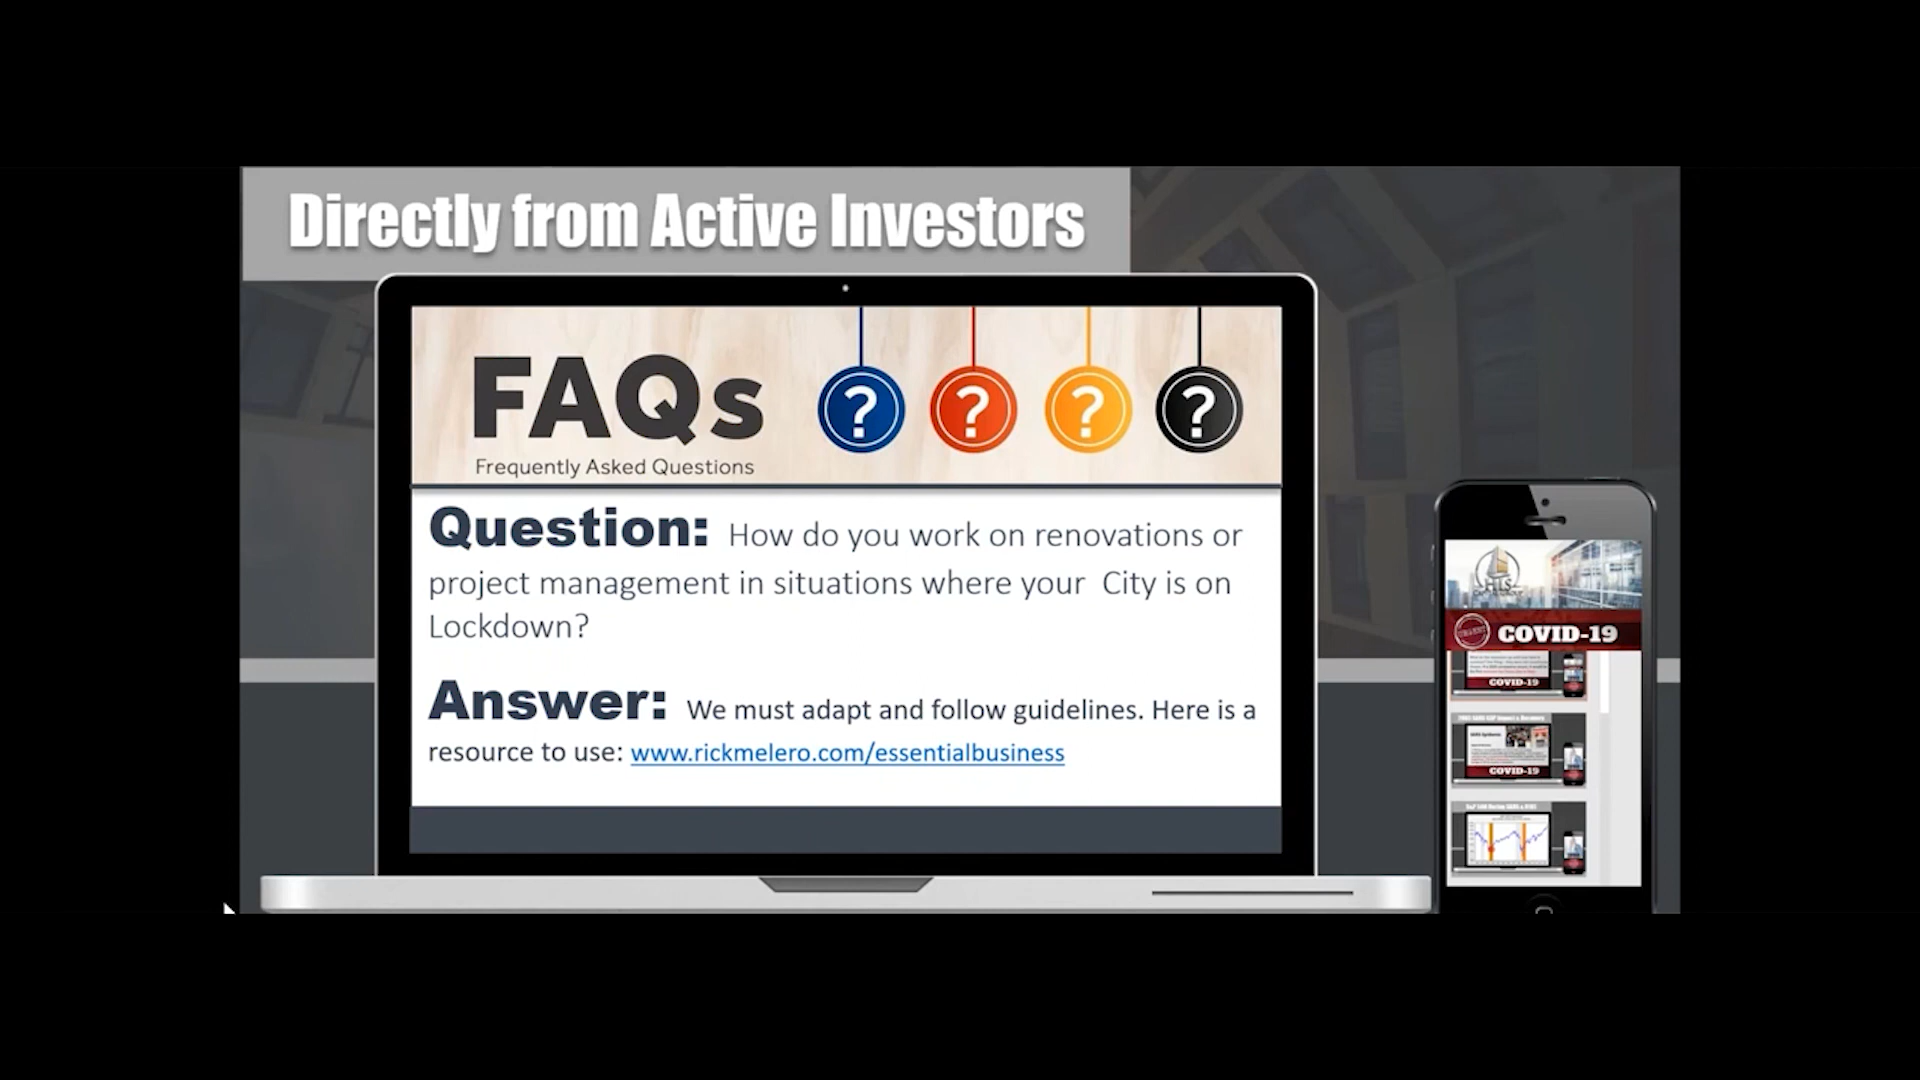 Directly from Active Investors
FAQs
? ? ? ?
Frequently Asked Questions
Question: How do you work on renovations or
project management in situations where your City is on
Lockdown?
Answer: We must adapt and follow guidelines. Here is a
resource to use: www.rickmelero.com/essentialbusiness
COVID-19
COVID-19
COVID-19